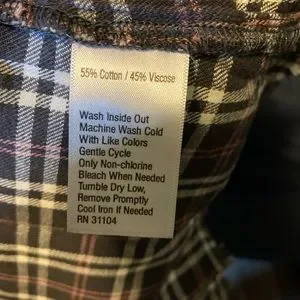 55% Cotton / 45% Viscose
Wash Inside Out
Machine Wash Cold
With Like Colors
Gentle Cycle
Only Non-chlorine
Bleach When Needed
Tumble Dry Low,
Remove Promptly
Cool Iron If Needed
RN 31104